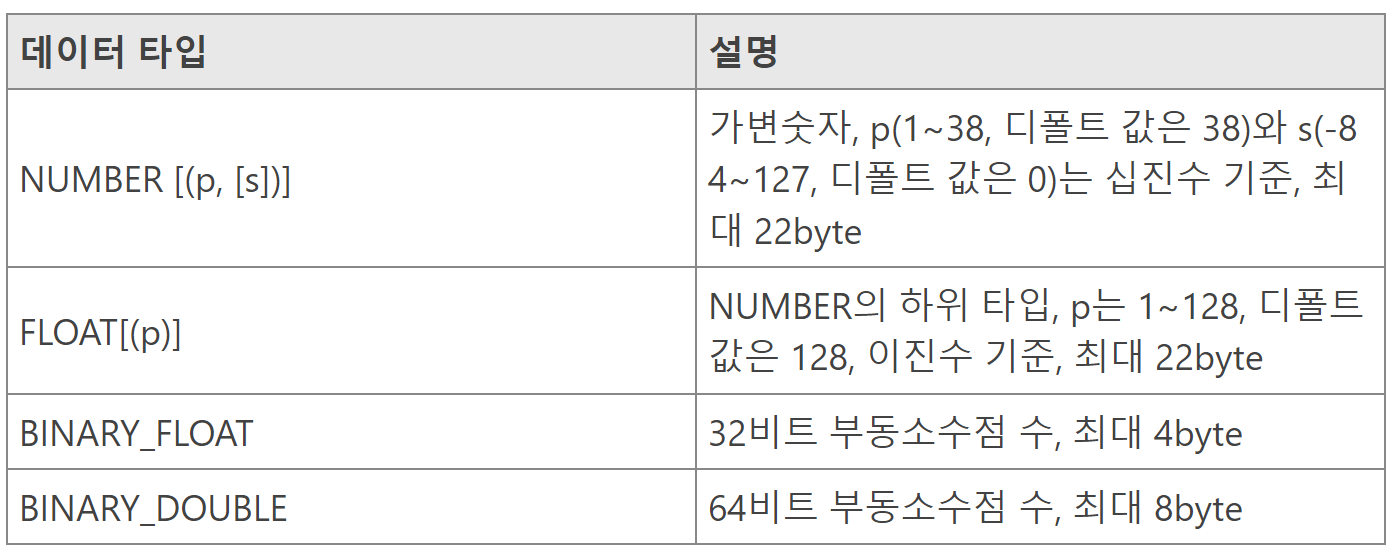 데이터 타입
설명
NUMBER [(p, [s])]
가변숫자, p(1~38, 디폴트 값은 38)와 s(-8
4~127, 디폴트 값은 0)는 십진수 기준, 최
대 22byte
FLOAT[(p)]
NUMBER의 하위 타입, p는 1~128, 디폴트
값은 128, 이진수 기준, 최대 22byte
BINARY_FLOAT
32비트 부동소수점 수, 최대 4byte
BINARY_DOUBLE
64비트 부동소수점 수, 최대 8byte